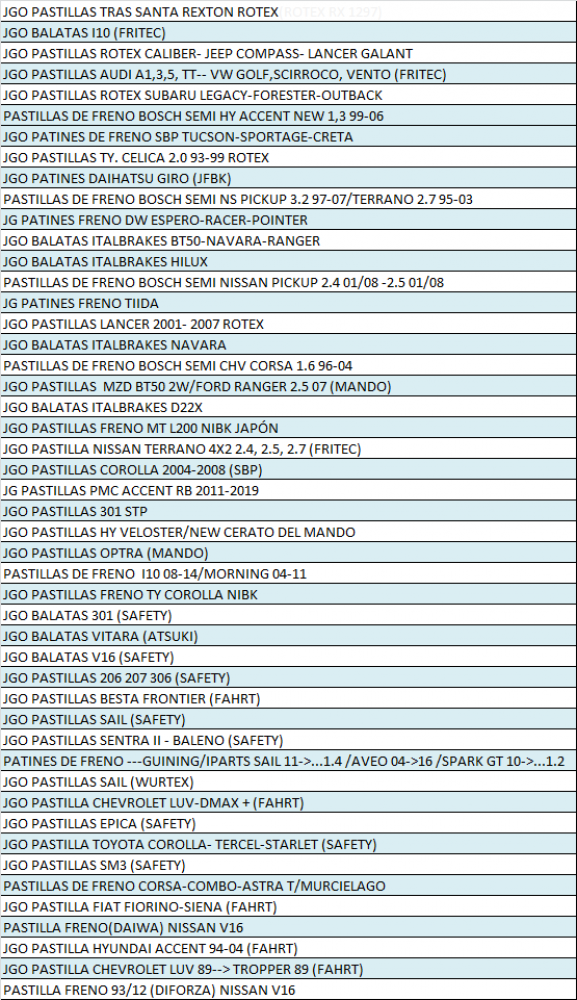 JGO PASTILLAS TRAS SANTA REXTON ROTEX (ROTEX RX 1297)
JGO BALATAS I10 (FRITEC)
JGO PASTILLAS ROTEX CALIBER- JEEP COMPASS- LANCER GALANT
JGO PASTILLAS AUDI A1,3,5, TT-- VW GOLF,SCIRROCO, VENTO (FRITEC)
JGO PASTILLAS ROTEX SUBARU LEGACY-FORESTER-OUTBACK
PASTILLAS DE FRENO BOSCH SEMI HY ACCENT NEW 1,3 99-06
JGO PATINES DE FRENO SBP TUCSON-SPORTAGE-CRETA
JGO PASTILLAS TY. CELICA 2.0 93-99 ROTEX
JGO PATINES DAIHATSU GIRO (JFBK)
PASTILLAS DE FRENO BOSCH SEMI NS PICKUP 3.2 97-07/TERRANO 2.7 95-03
JG PATINES FRENO DW ESPERO-RACER-POINTER
JGO BALATAS ITALBRAKES BT50-NAVARA-RANGER
JGO BALATAS ITALBRAKES HILUX
PASTILLAS DE FRENO BOSCH SEMI NISSAN PICKUP 2.4 01/08 -2.5 01/08
JG PATINES FRENO TIIDA
JGO PASTILLAS LANCER 2001- 2007 ROTEX
JGO BALATAS ITALBRAKES NAVARA
PASTILLAS DE FRENO BOSCH SEMI CHV CORSA 1.6 96-04
JGO PASTILLAS  MZD BT50 2W/FORD RANGER 2.5 07 (MANDO)
JGO BALATAS ITALBRAKES D22X
JGO PASTILLAS FRENO MT L200 NIBK JAPÓN
JGO PASTILLA NISSAN TERRANO 4X2 2.4, 2.5, 2.7 (FRITEC)
JGO PASTILLAS COROLLA 2004-2008 (SBP)
JG PASTILLAS PMC ACCENT RB 2011-2019
JGO PASTILLAS 301 STP
JGO PASTILLAS HY VELOSTER/NEW CERATO DEL MANDO
JGO PASTILLAS OPTRA (MANDO)
PASTILLAS DE FRENO  I10 08-14/MORNING 04-11
JGO PASTILLAS FRENO TY COROLLA NIBK
JGO BALATAS 301 (SAFETY)
JGO BALATAS VITARA (ATSUKI)
JGO BALATAS V16 (SAFETY)
JGO PASTILLAS 206 207 306 (SAFETY)
JGO PASTILLAS BESTA FRONTIER (FAHRT)
JGO PASTILLAS SAIL (SAFETY)
JGO PASTILLAS SENTRA II - BALENO (SAFETY)
PATINES DE FRENO ---GUINING/IPARTS SAIL 11->...1.4 /AVEO 04->16 /SPARK GT 10->...1.2
JGO PASTILLAS SAIL (WURTEX)
JGO PASTILLA CHEVROLET LUV-DMAX + (FAHRT)
JGO PASTILLAS EPICA (SAFETY)
JGO PASTILLA TOYOTA COROLLA- TERCEL-STARLET (SAFETY)
JGO PASTILLAS SM3 (SAFETY)
PASTILLAS DE FRENO CORSA-COMBO-ASTRA T/MURCIELAGO
JGO PASTILLA FIAT FIORINO-SIENA (FAHRT)
PASTILLA FRENO(DAIWA) NISSAN V16
JGO PASTILLA HYUNDAI ACCENT 94-04 (FAHRT)
JGO PASTILLA CHEVROLET LUV 89--> TROPPER 89 (FAHRT)
PASTILLA FRENO 93/12 (DIFORZA) NISSAN V16